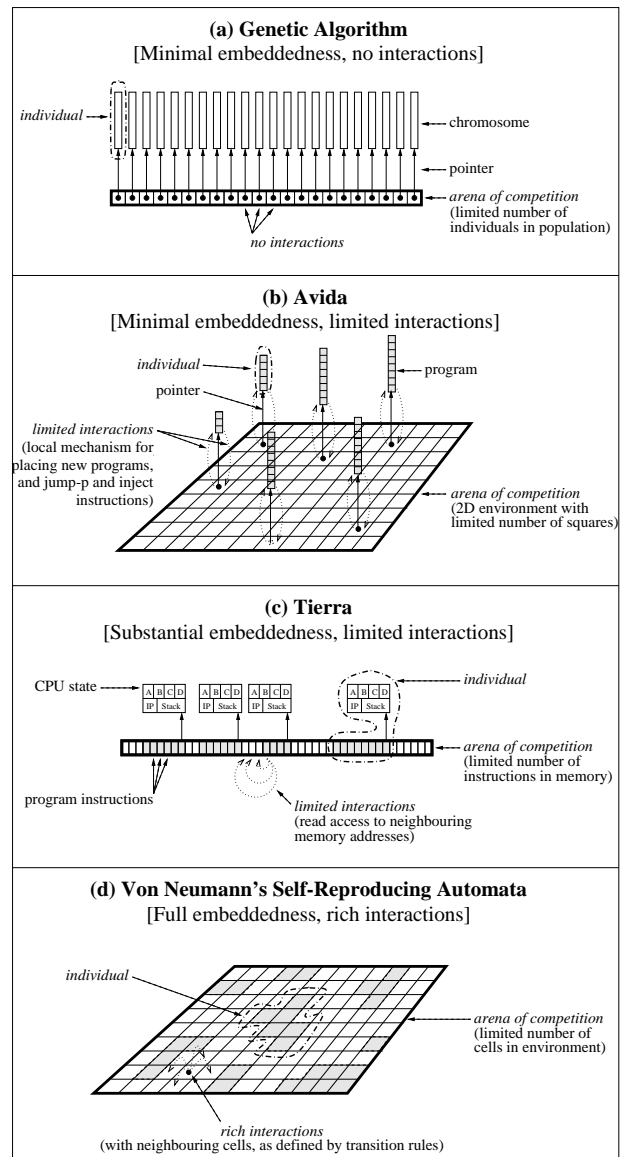 (a) Genetic Algorithm
[Minimal embeddedness, no interactions]
individual
chromosome
pointer
arena of competition
(limited number of
individuals in population)
no interactions
(b) Avida
[Minimal embeddedness, limited interactions]
individual
program
pointer
limited interactions
(local mechanism for
placing new programs,
and jump-p and inject
instructions)
arena of competition
(2D environment with
limited number of squares)
(c) Tierra
[Substantial embeddedness, limited interactions]
CPU state
A B C D
IP Stack
A B C D
IP Stack
A B C D
IP Stack
A B C D
IP Stack
individual
arena of competition
(limited number of
instructions in memory)
program instructions
limited interactions
(read access to neighbouring
memory addresses)
(d) Von Neumann's Self-Reproducing Automata
[Full embeddedness, rich interactions]
individual
arena of competition
(limited number of
cells in environment)
rich interactions
(with neighbouring cells, as defined by transition rules)